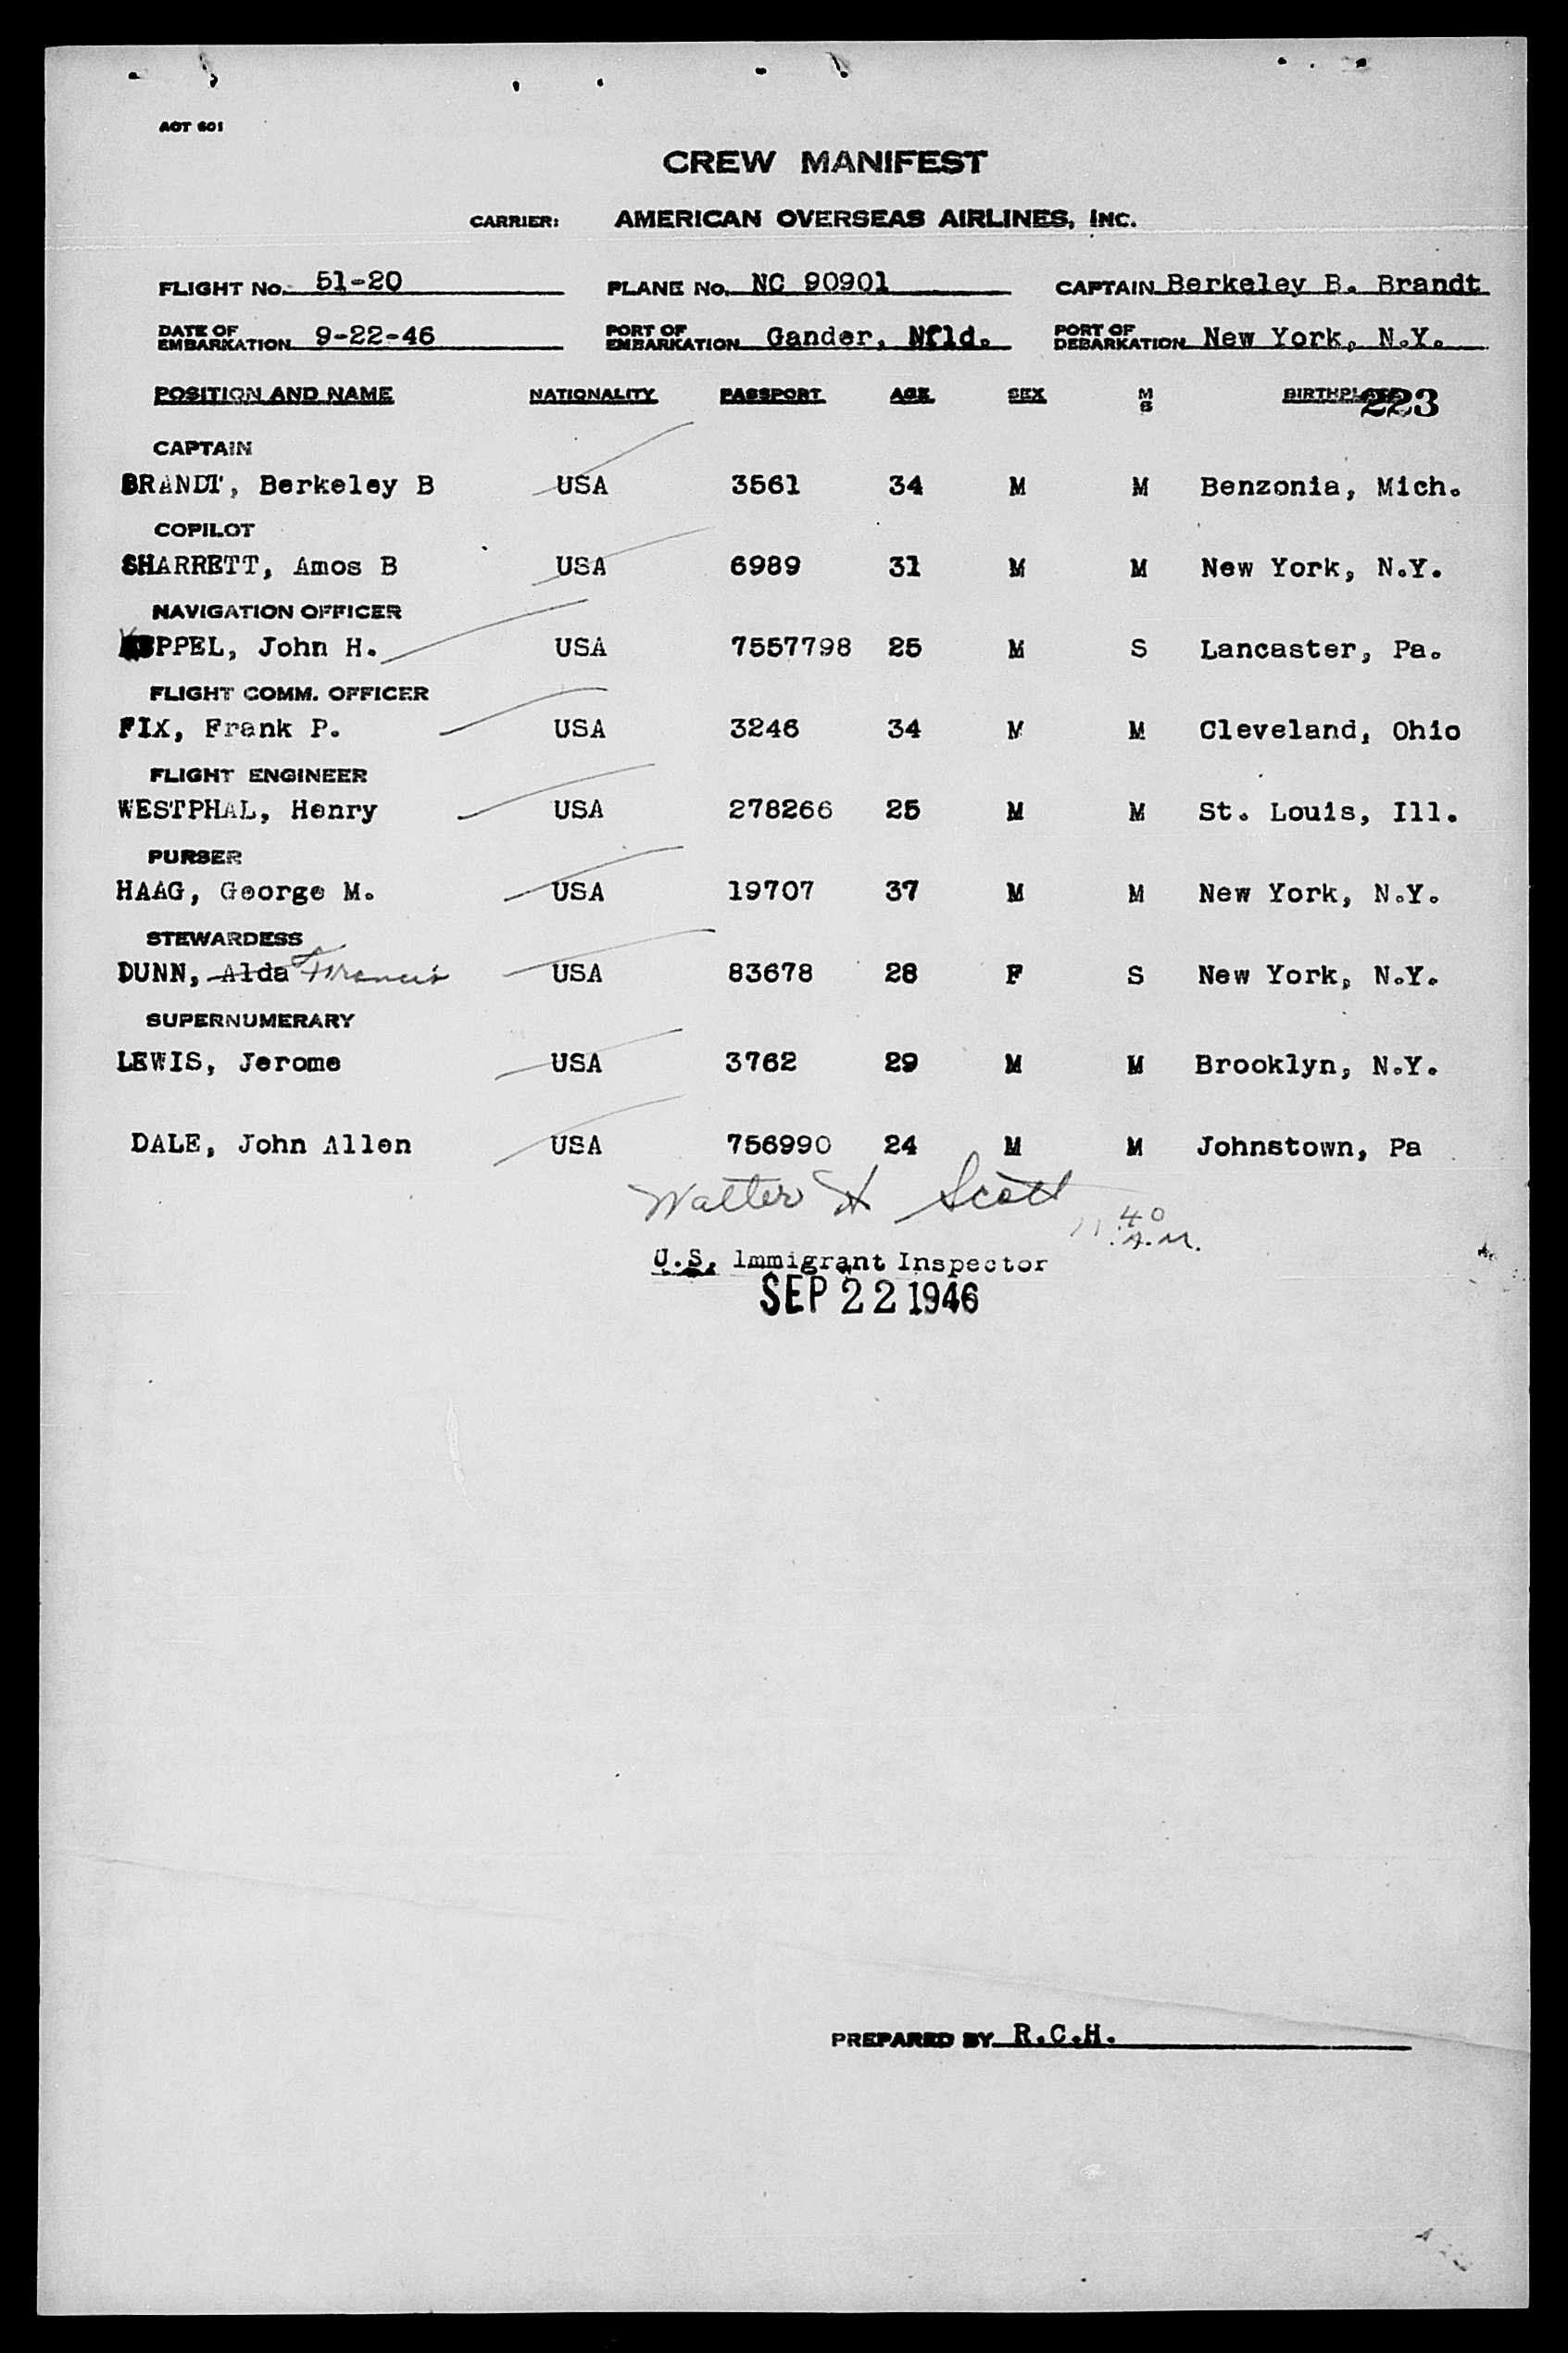 AOT 601
CREW MANIFEST
CARRIER: AMERICAN OVERSEAS AIRLINES, INC.
FLIGHT No. 51-20 PLANE No. NC 90901 CAPTAIN Berkeley B. Brandt
DATE OF EMBARKATION 9-22-46 PORT OF EMBARKATION Gander, Nfld. PORT OF DEBARKATION New York, N.Y.
POSITION AND NAME NATIONALITY PASSPORT AGE SEX M S BIRTHPLACE 223
CAPTAIN
BRANDT, Berkeley B USA 3561 34 M M Benzonia, Mich.
COPILOT
SHARRETT, Amos B USA 6989 31 M M New York, N.Y.
NAVIGATION OFFICER
KEPPEL, John H. USA 7557798 25 M S Lancaster, Pa.
FLIGHT COMM. OFFICER
FIX, Frank P. USA 3246 34 M M Cleveland, Ohio
FLIGHT ENGINEER
WESTPHAL, Henry USA 278266 25 M M St. Louis, Ill.
PURSER
HAAG, George M. USA 19707 37 M M New York, N.Y.
STEWARDESS
DUNN, Alda Francis USA 83678 28 F S New York, N.Y.
SUPERNUMERARY
LEWIS, Jerome USA 3762 29 M M Brooklyn, N.Y.
DALE, John Allen USA 756990 24 M M Johnstown, Pa
Walter H Scott 11:40 A.M.
U.S. Immigrant Inspector
SEP 22 1946
PREPARED BY R.C.H.